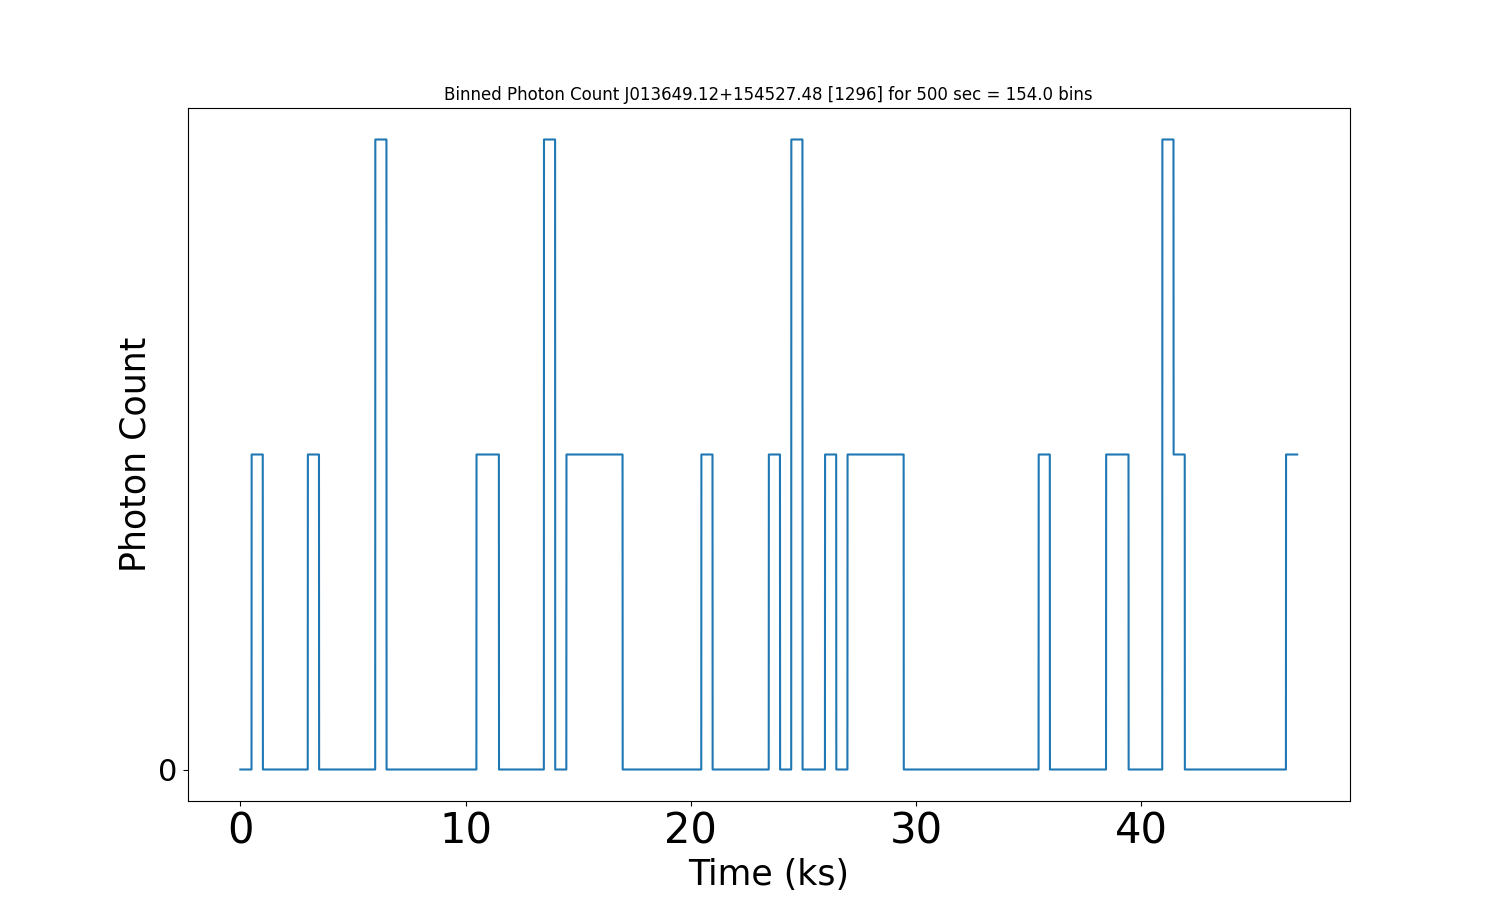 Binned Photon Count J013649.12+154527.48 [1296] for 500 sec = 154.0 bins
Photon Count
0
0 10 20 30 40
Time (ks)